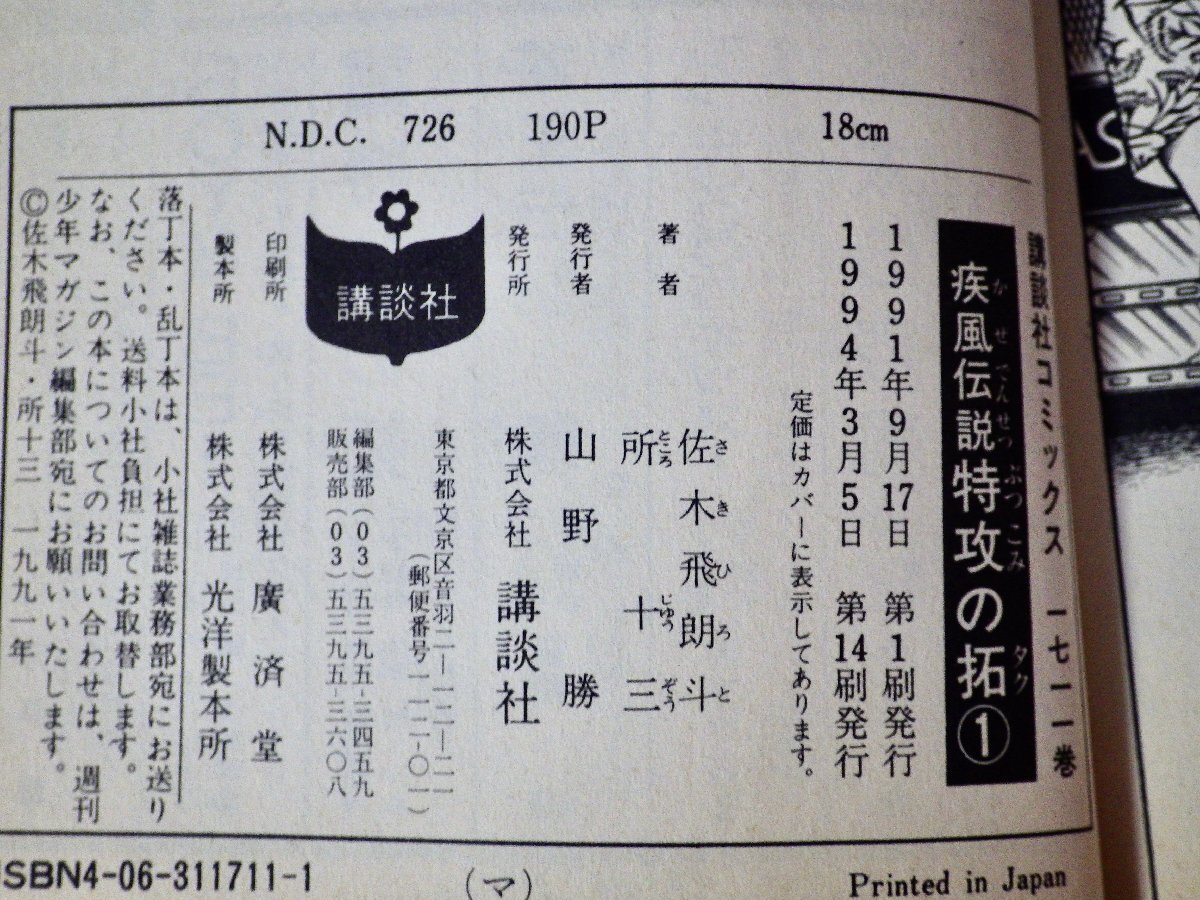 N.D.C. 726 190P 18cm
講談社コミックス 一七一一巻
疾風伝説特攻の拓①
かぜでんせつぶつこみ タク
1991年9月17日 第1刷発行
1994年3月5日 第14刷発行
定価はカバーに表示してあります。
著者 佐木飛朗斗
さきひろと
所十三
ところじゅうぞう
発行者 山野勝
発行所 株式会社 講談社
東京都文京区音羽二―一二―二一
(郵便番号一一二―〇一)
編集部(03)五三九五―三四五九
販売部(03)五三九五―三六〇八
講談社
印刷所 株式会社 廣済堂
製本所 株式会社 光洋製本所
落丁本・乱丁本は、小社雑誌業務部宛にお送り
ください。送料小社負担にてお取替します。
なお、この本についてのお問い合わせは、週刊
少年マガジン編集部宛にお願いいたします。
©佐木飛朗斗・所十三 一九九一年
ISBN4-06-311711-1
(マ)
Printed in Japan
AS